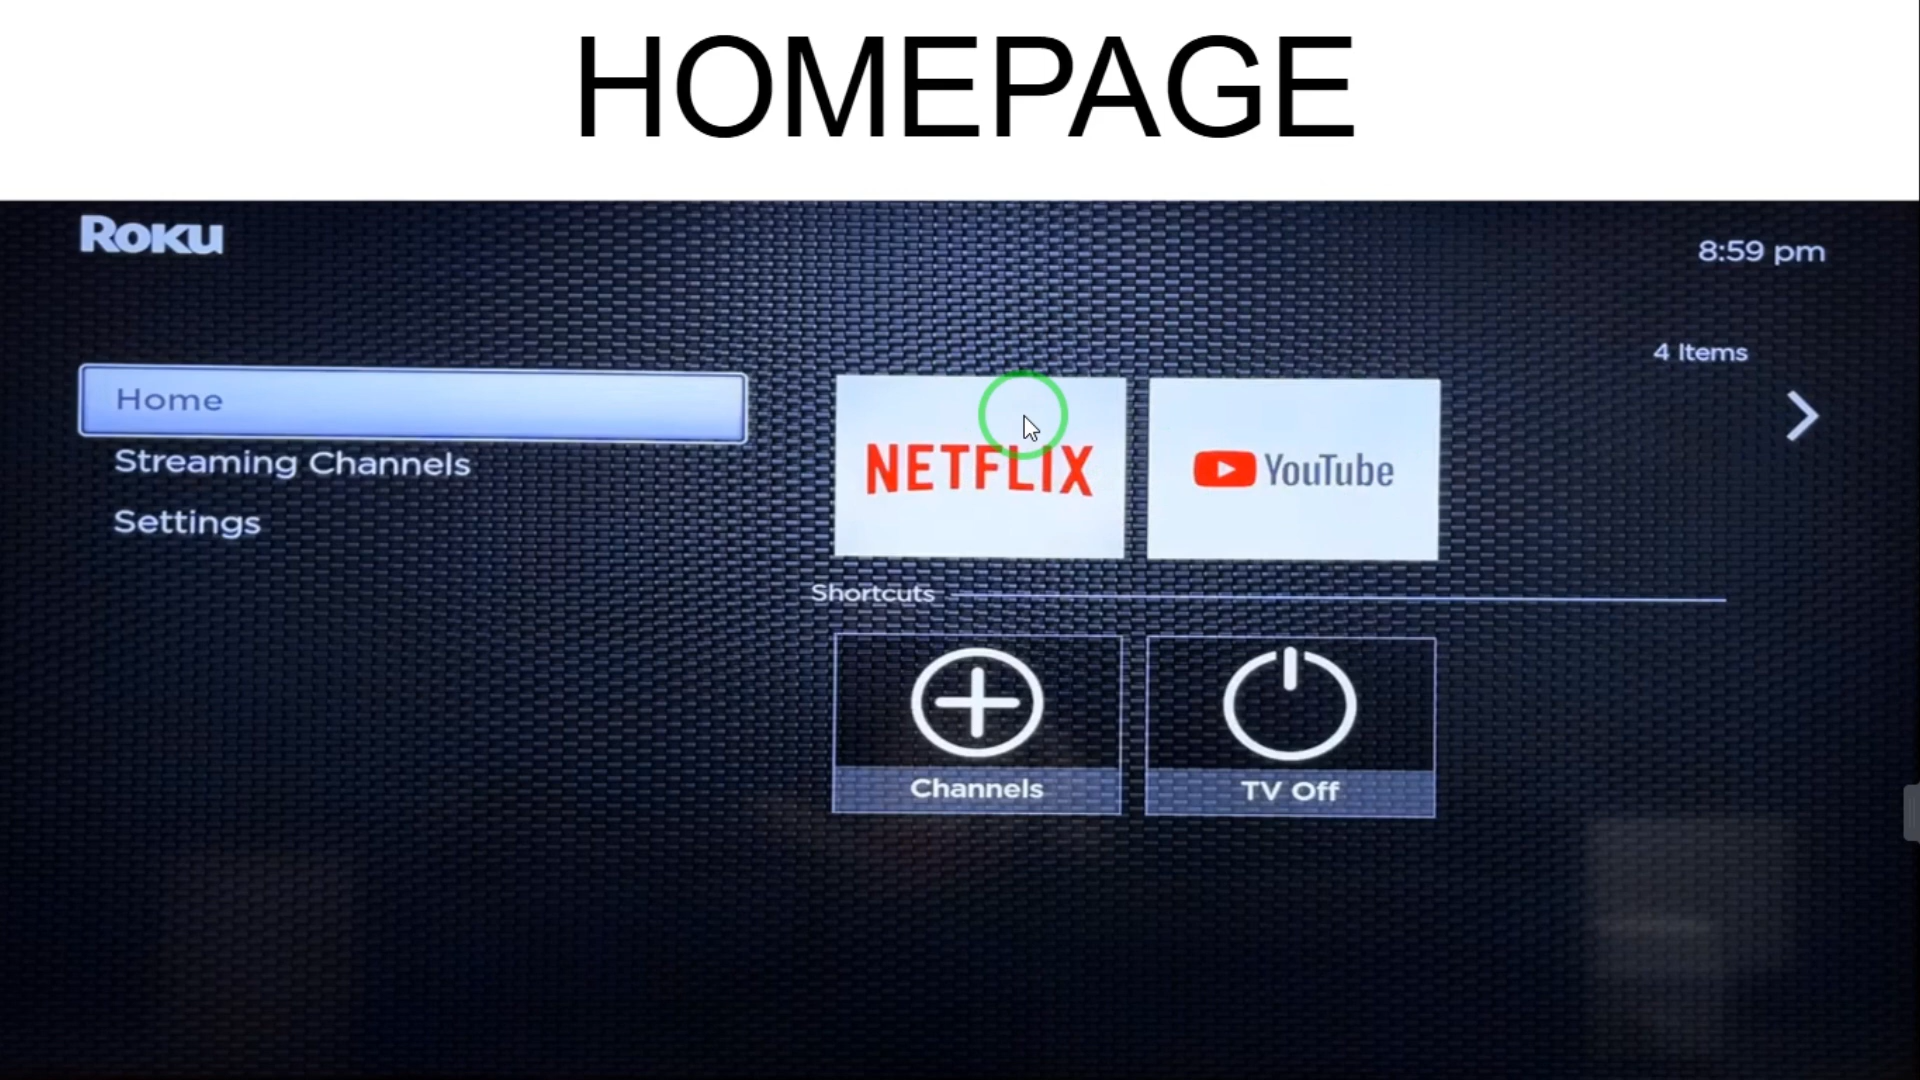 HOMEPAGE
Roku
8:59 pm
4 Items
Home
Streaming Channels
Settings
NETFLIX
YouTube
Shortcuts
Channels
TV Off